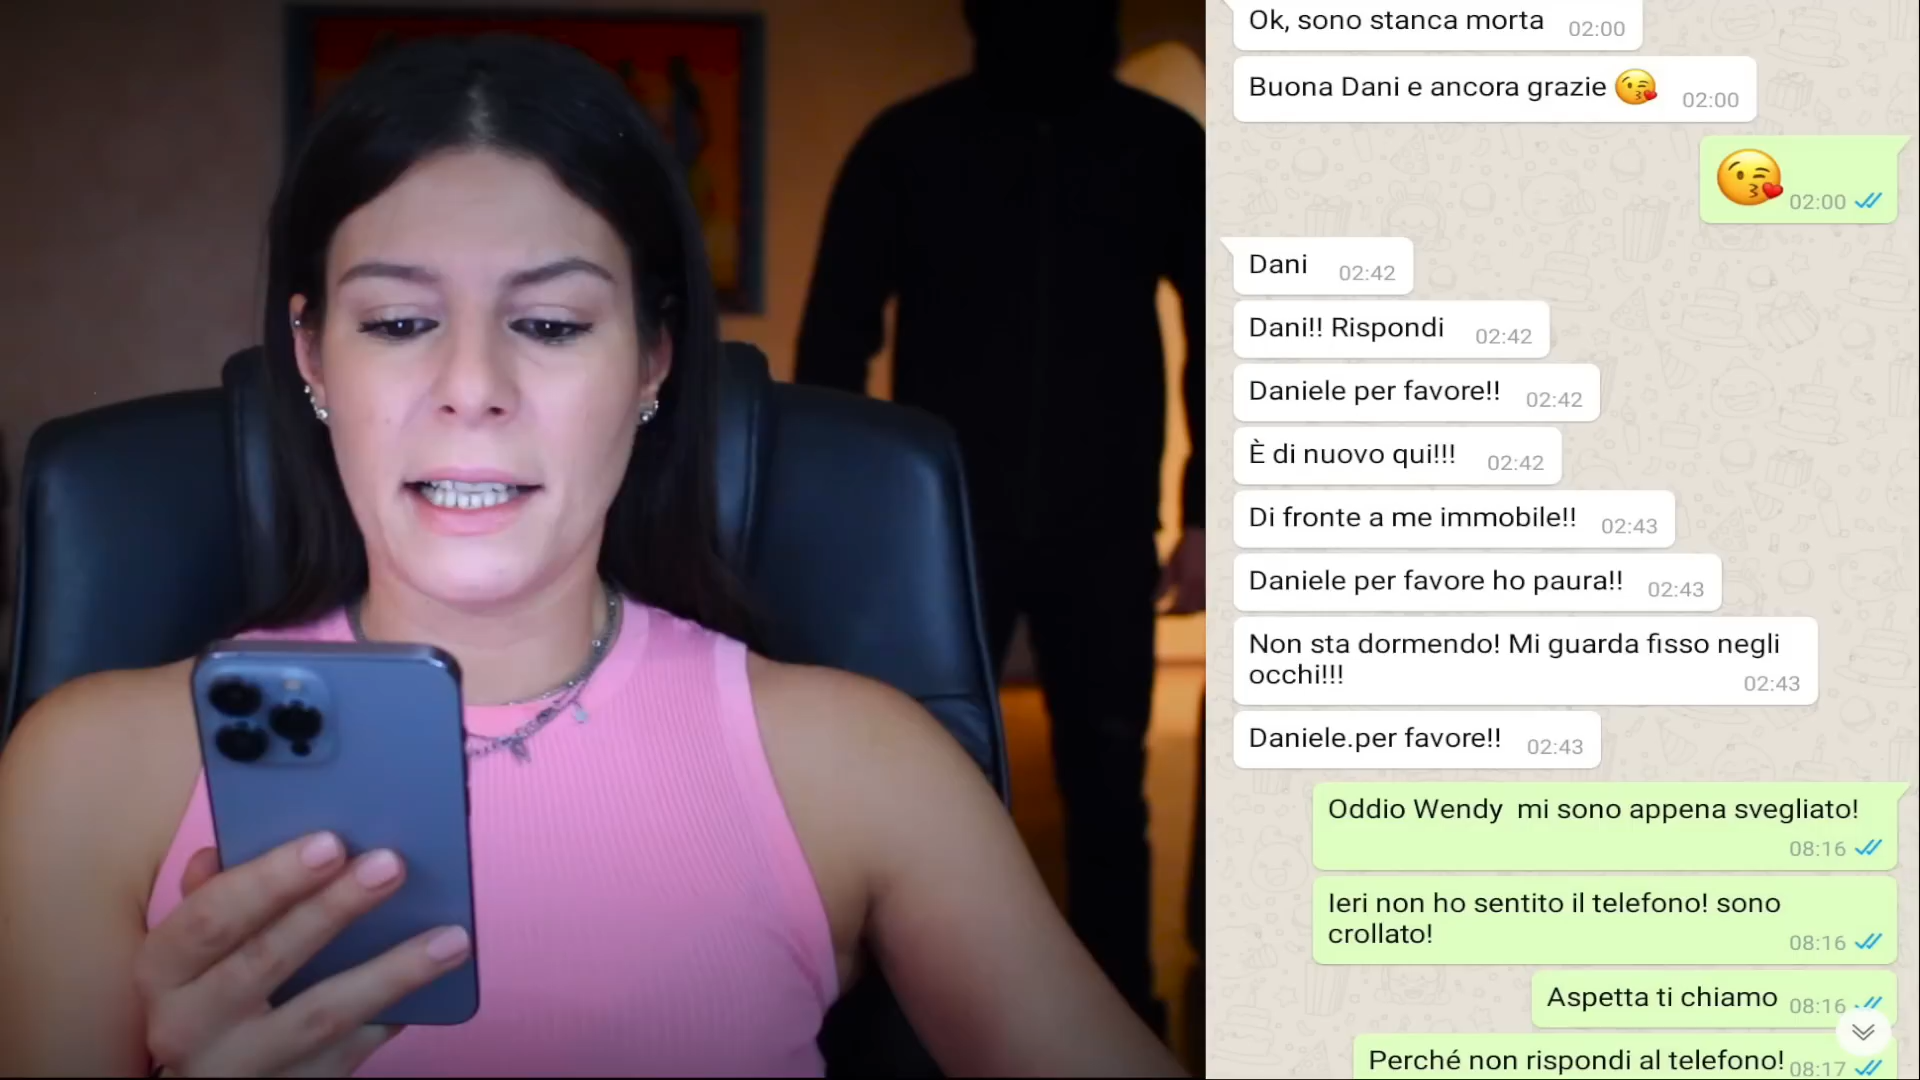 Ok, sono stanca morta 02:00
Buona Dani e ancora grazie 😘 02:00
😘 02:00
Dani 02:42
Dani!! Rispondi 02:42
Daniele per favore!! 02:42
È di nuovo qui!!! 02:42
Di fronte a me immobile!! 02:43
Daniele per favore ho paura!! 02:43
Non sta dormendo! Mi guarda fisso negli
occhi!!! 02:43
Daniele.per favore!! 02:43
Oddio Wendy  mi sono appena svegliato!
08:16
Ieri non ho sentito il telefono! sono
crollato! 08:16
Aspetta ti chiamo 08:16
Perché non rispondi al telefono! 08:17